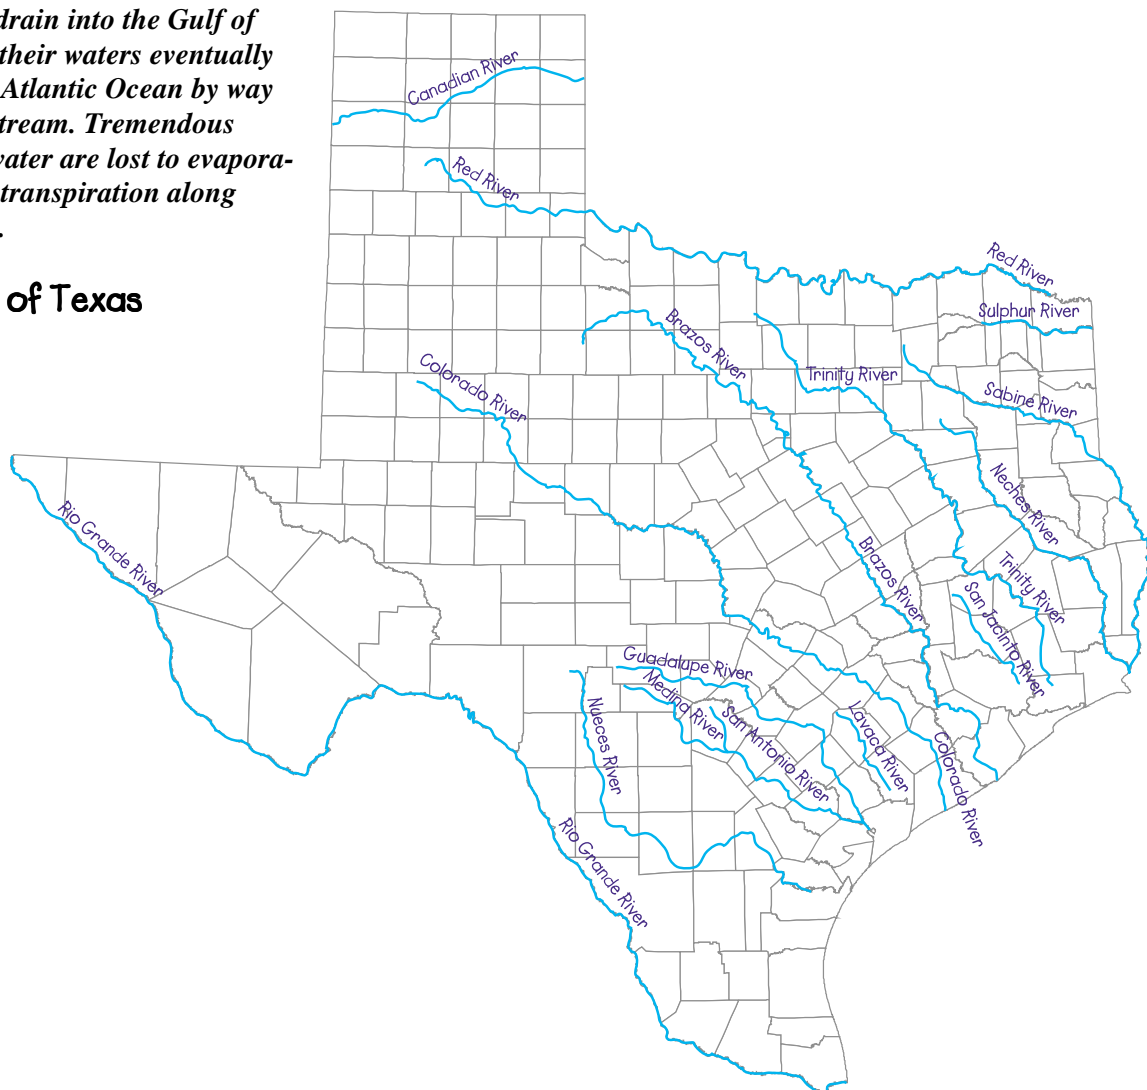 drain into the Gulf of
their waters eventually
Atlantic Ocean by way
tream. Tremendous
vater are lost to evapora-
transpiration along
.
of Texas
Canadian River
Red River
Red River
Sulphur River
Brazos River
Trinity River
Colorado River
Sabine River
Neches River
Rio Grande River
Brazos River
Trinity River
San Jacinto River
Guadalupe River
Medina River
Nueces River
San Antonio River
Lavaca River
Colorado River
Rio Grande River